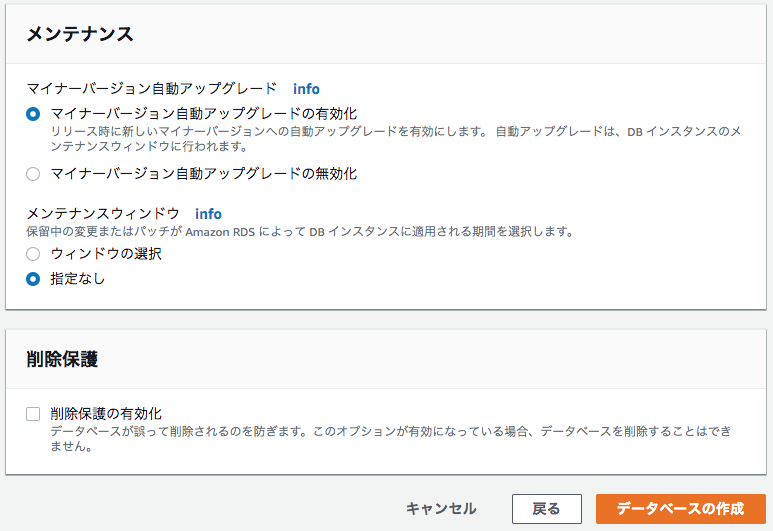 メンテナンス
マイナーバージョン自動アップグレード info
マイナーバージョン自動アップグレードの有効化
リリース時に新しいマイナーバージョンへの自動アップグレードを有効にします。 自動アップグレードは、DB インスタンスのメ
ンテナンスウィンドウに行われます。
マイナーバージョン自動アップグレードの無効化
メンテナンスウィンドウ info
保留中の変更またはパッチが Amazon RDS によって DB インスタンスに適用される期間を選択します。
ウィンドウの選択
指定なし
削除保護
削除保護の有効化
データベースが誤って削除されるのを防ぎます。このオプションが有効になっている場合、データベースを削除することはでき
ません。
キャンセル 戻る データベースの作成